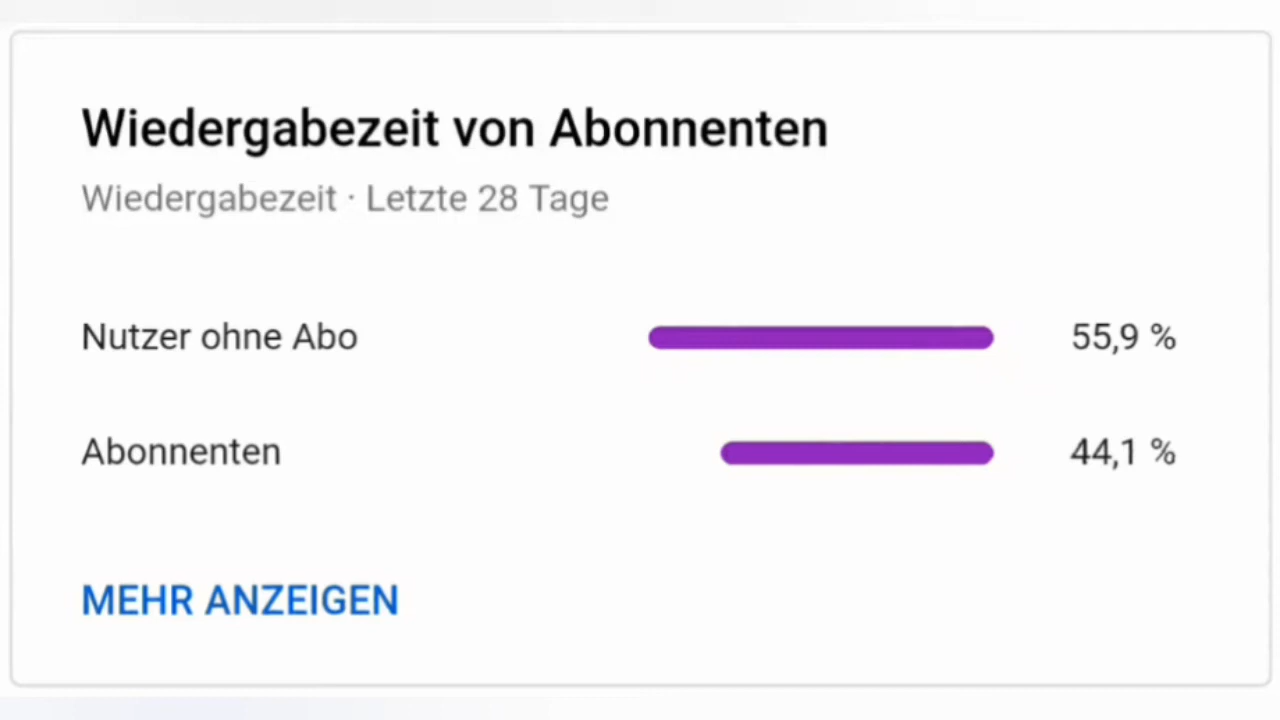 Wiedergabezeit von Abonnenten
Wiedergabezeit · Letzte 28 Tage
Nutzer ohne Abo 55,9 %
Abonnenten 44,1 %
MEHR ANZEIGEN